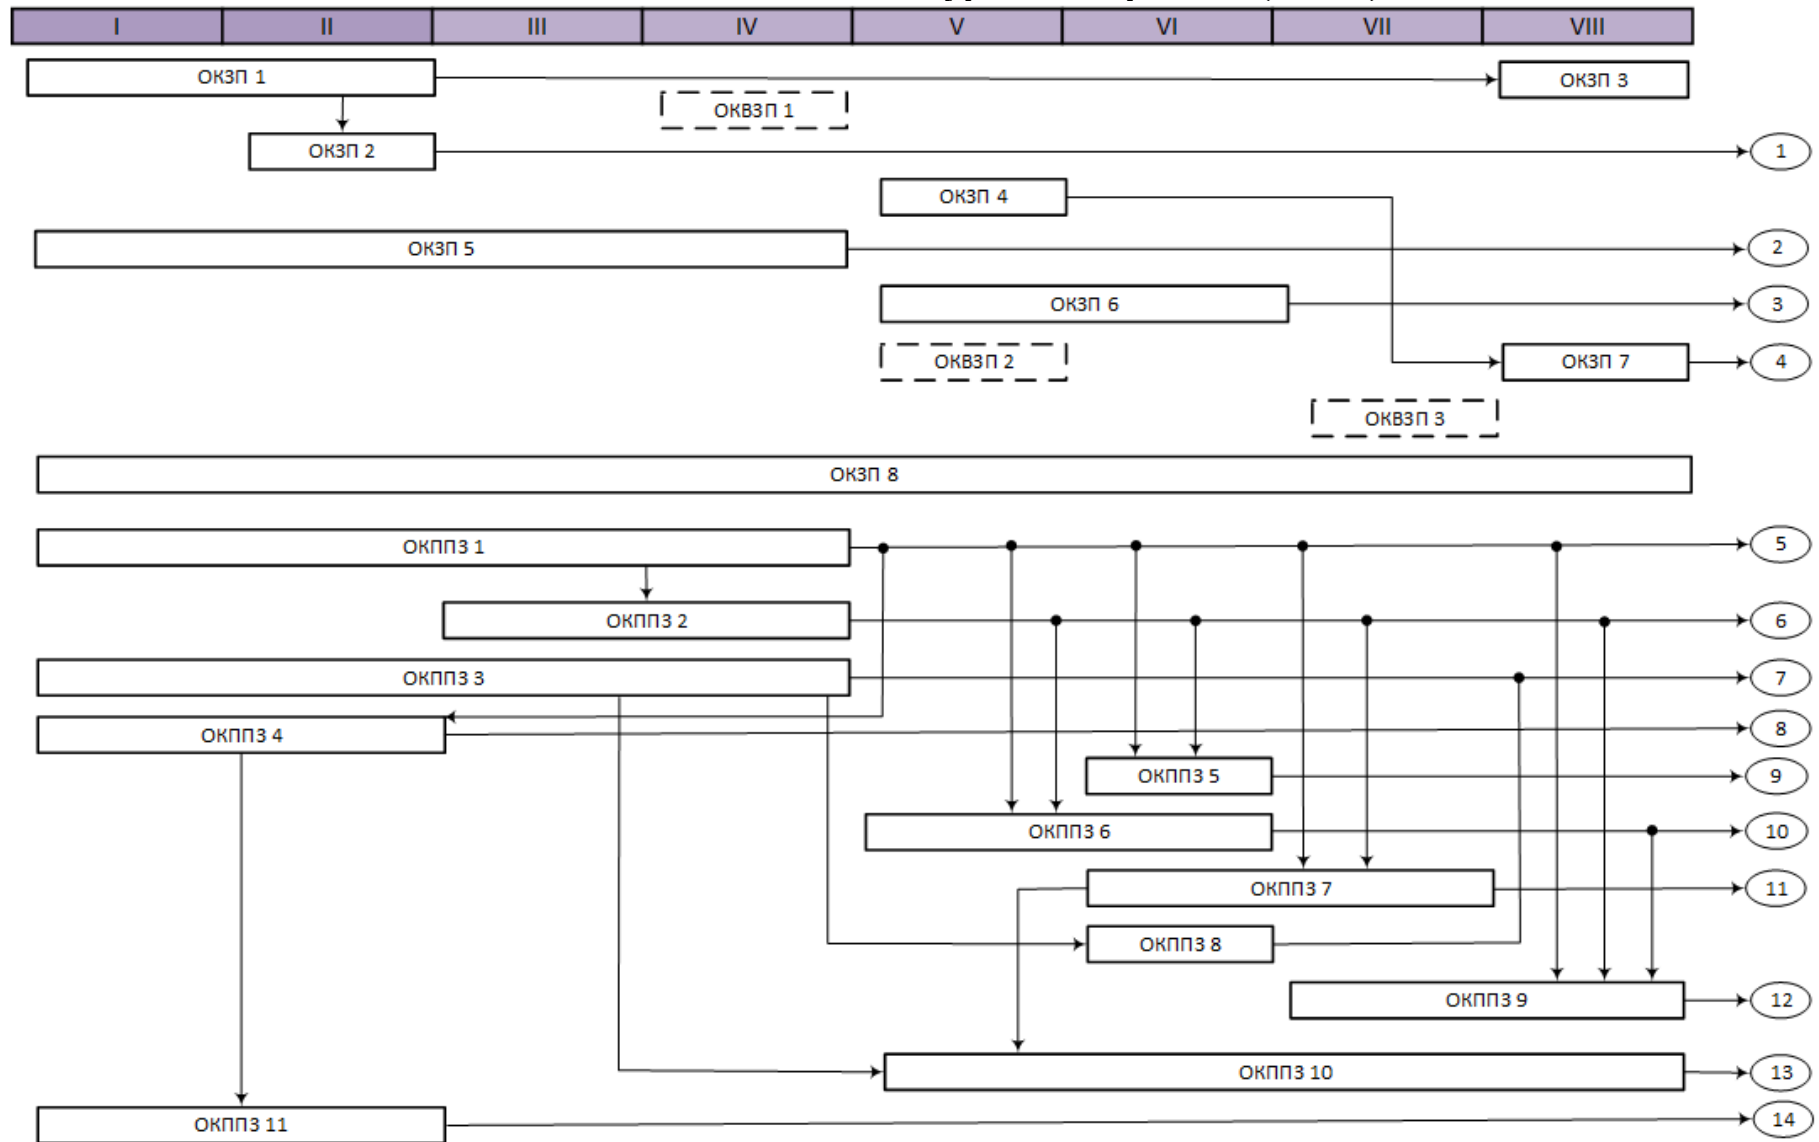 I II III IV V VI VII VIII
ОКЗП 1
ОКЗП 3
ОКВЗП 1
ОКЗП 2
1
ОКЗП 4
ОКЗП 5
2
ОКЗП 6
3
ОКВЗП 2
ОКЗП 7
4
ОКВЗП 3
ОКЗП 8
ОКППЗ 1
5
ОКППЗ 2
6
ОКППЗ 3
7
ОКППЗ 4
8
ОКППЗ 5
9
ОКППЗ 6
10
ОКППЗ 7
11
ОКППЗ 8
ОКППЗ 9
12
ОКППЗ 10
13
ОКППЗ 11
14